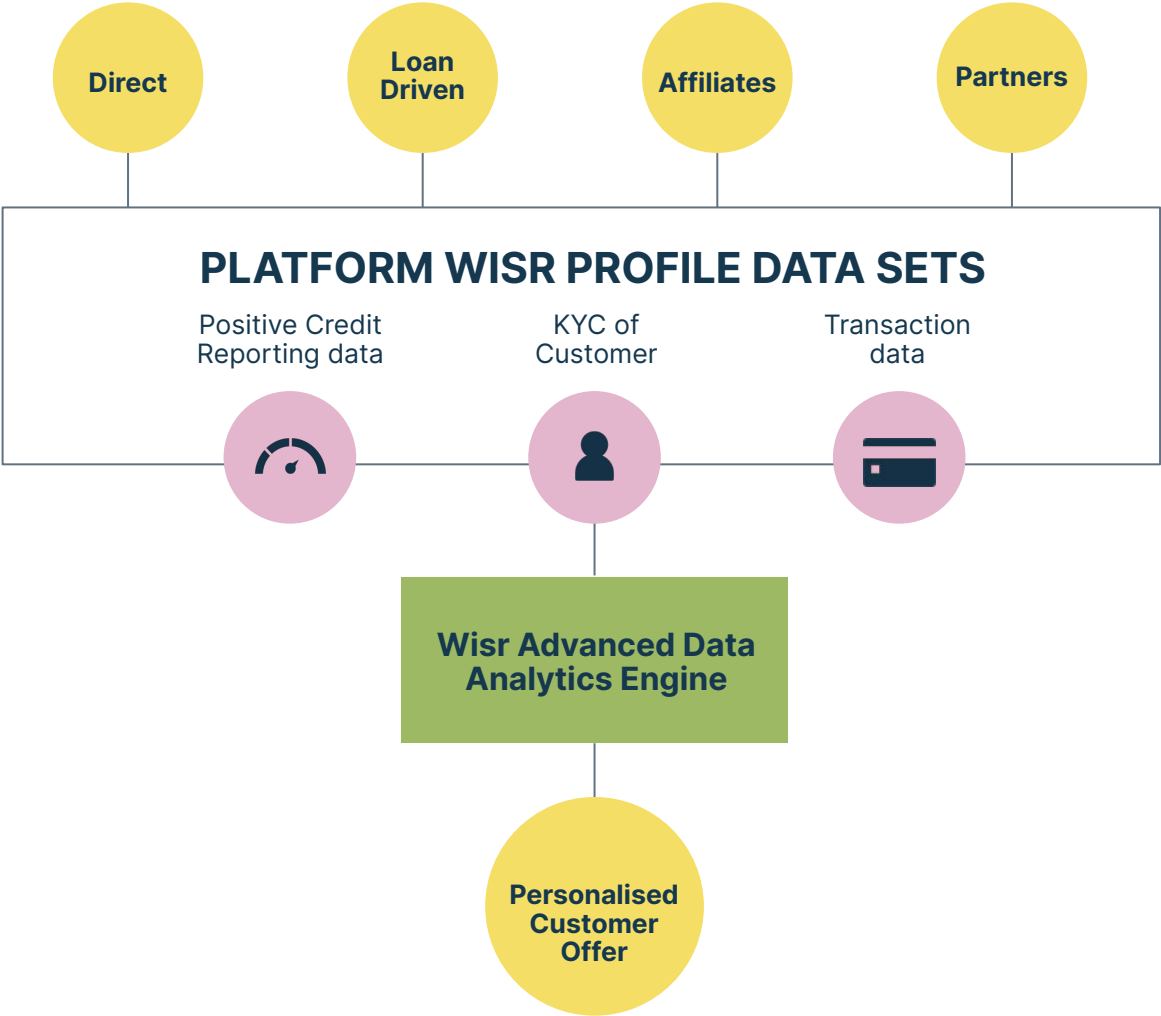 Direct
Loan
Driven
Affiliates
Partners
PLATFORM WISR PROFILE DATA SETS
Positive Credit
Reporting data
KYC of
Customer
Transaction
data
Wisr Advanced Data
Analytics Engine
Personalised
Customer
Offer